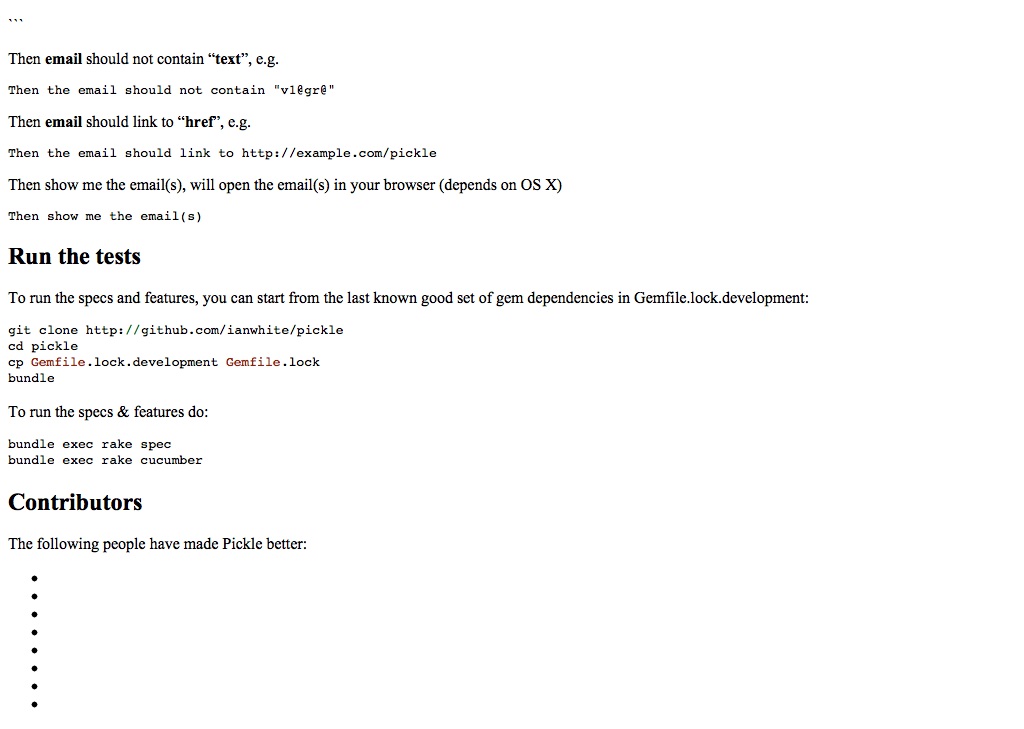 ```
Then email should not contain “text”, e.g.
Then the email should not contain "v1@gr@"
Then email should link to “href”, e.g.
Then the email should link to http://example.com/pickle
Then show me the email(s), will open the email(s) in your browser (depends on OS X)
Then show me the email(s)
Run the tests
To run the specs and features, you can start from the last known good set of gem dependencies in Gemfile.lock.development:
git clone http://github.com/ianwhite/pickle
cd pickle
cp Gemfile.lock.development Gemfile.lock
bundle
To run the specs & features do:
bundle exec rake spec
bundle exec rake cucumber
Contributors
The following people have made Pickle better: